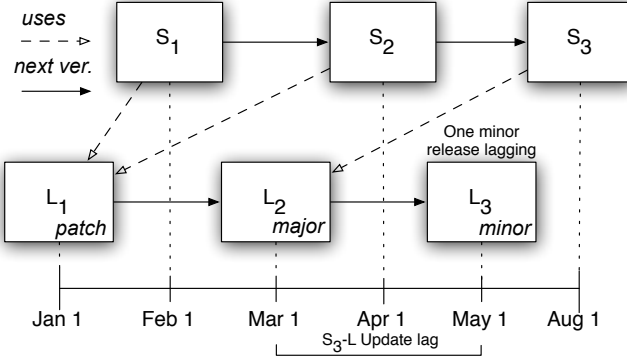 uses
next ver.
S1
S2
S3
One minor
release lagging
L1
patch
L2
major
L3
minor
Jan 1
Feb 1
Mar 1
Apr 1
May 1
Aug 1
S3-L Update lag